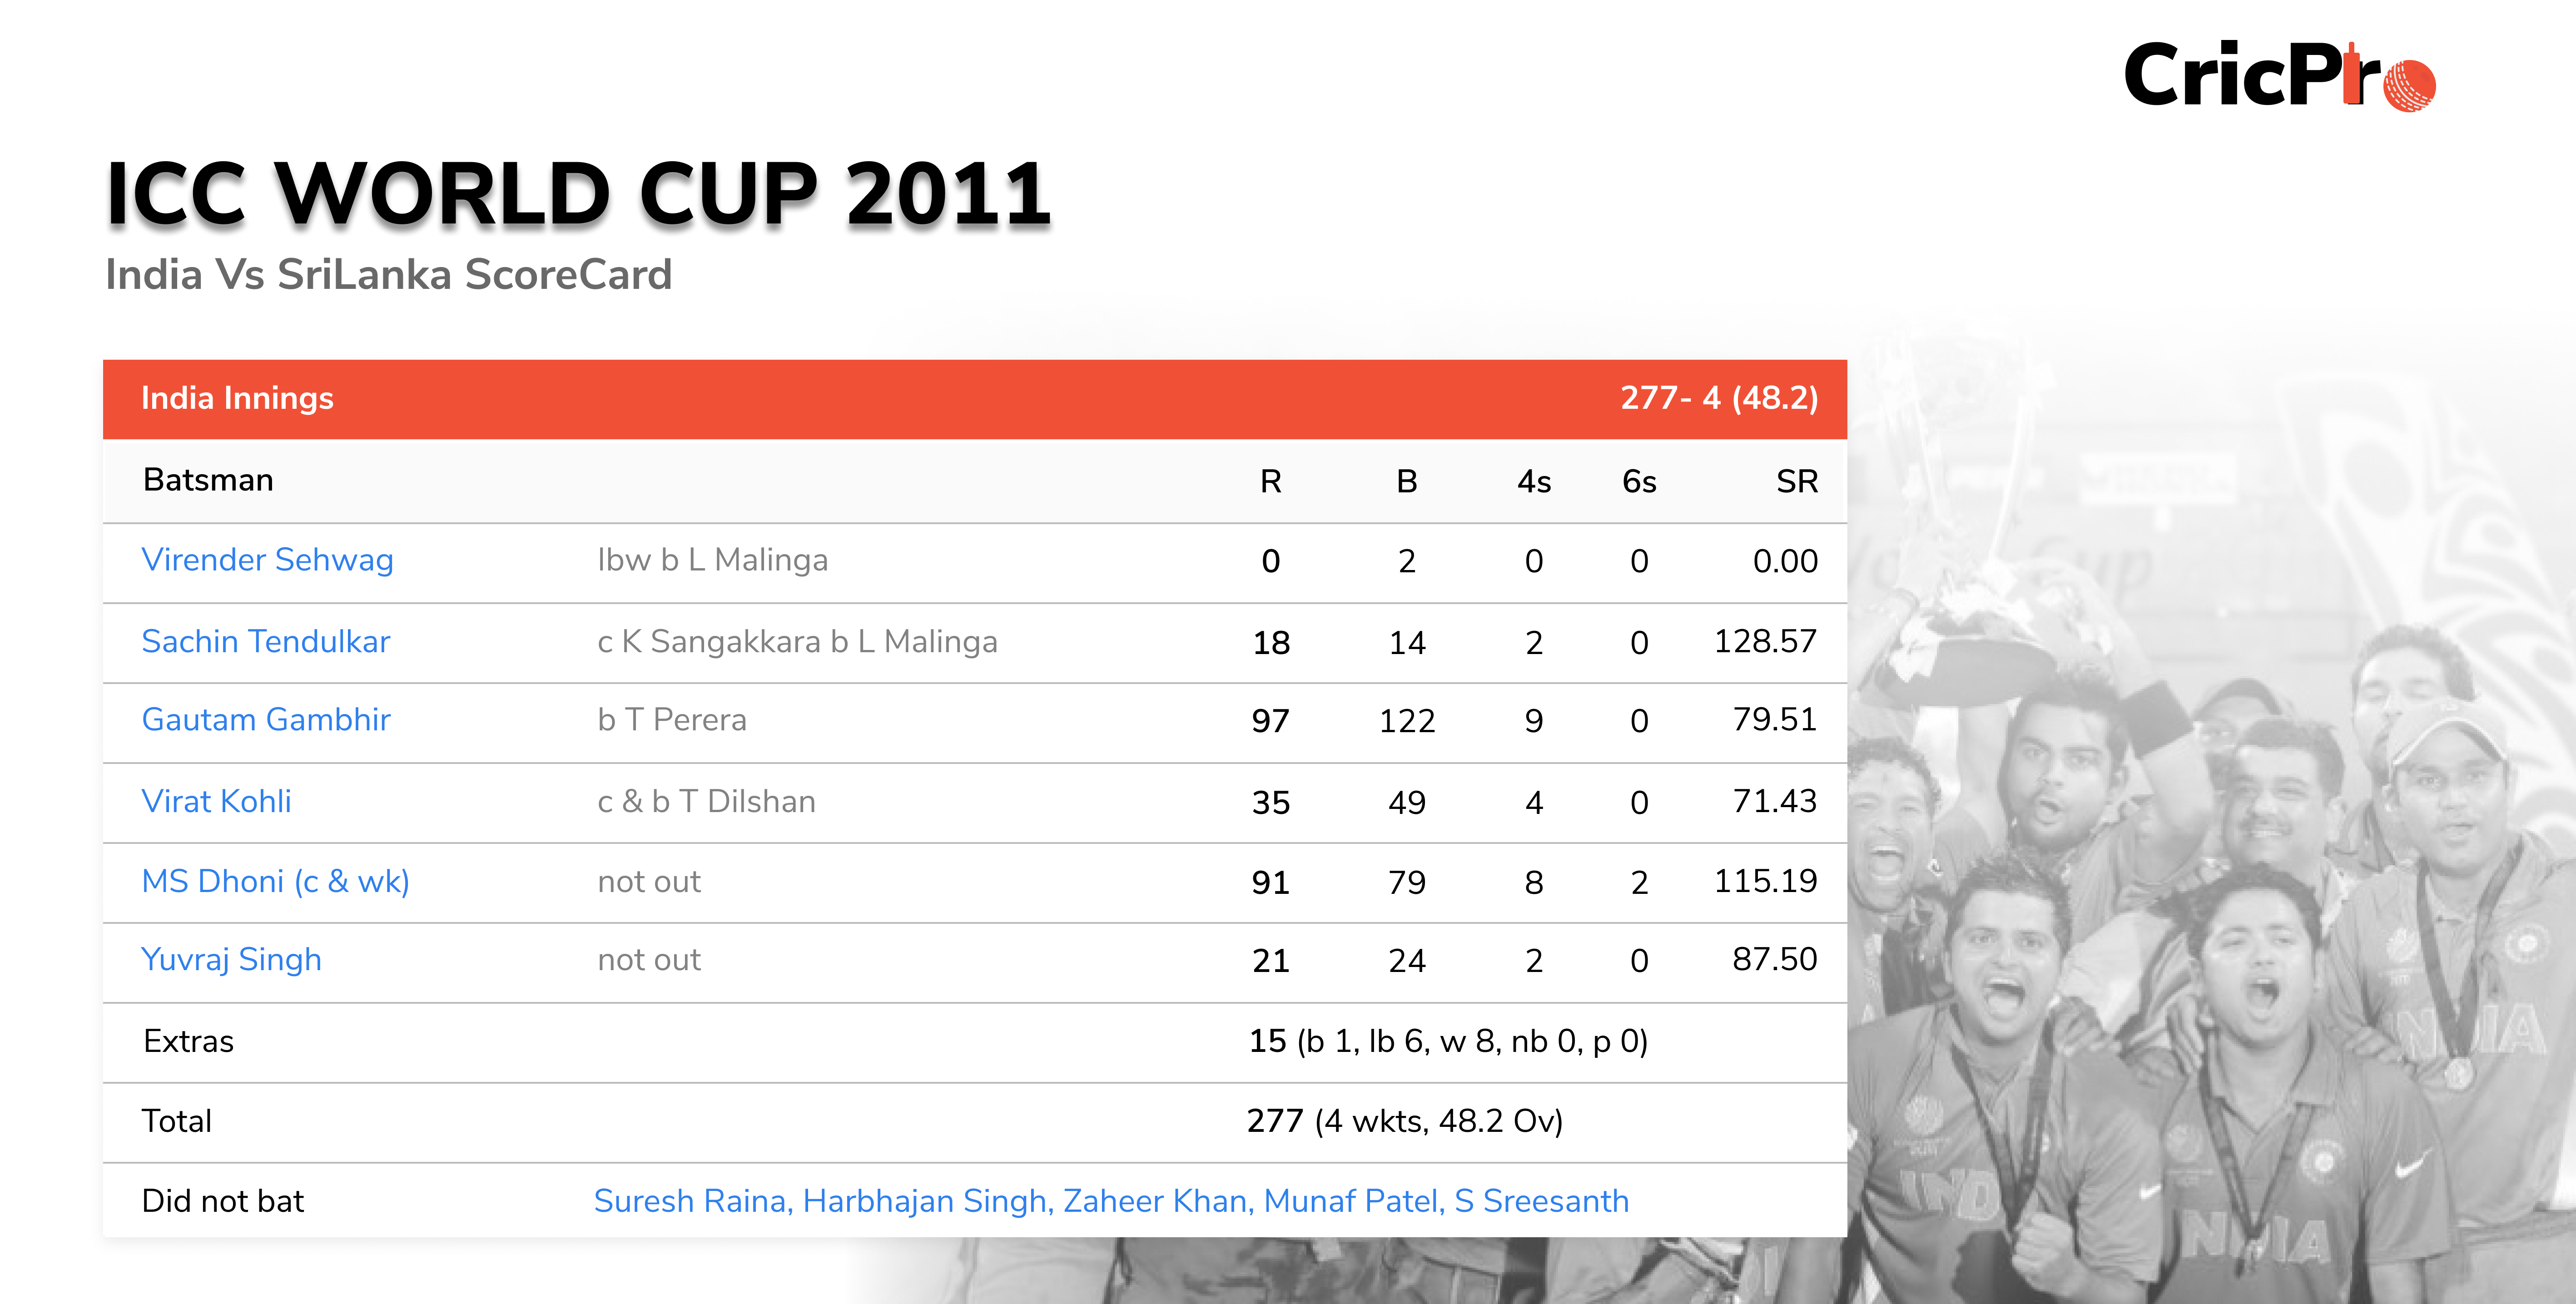 CricPro
ICC WORLD CUP 2011
India Vs SriLanka ScoreCard
India Innings 277- 4 (48.2)
Batsman R B 4s 6s SR
Virender Sehwag lbw b L Malinga 0 2 0 0 0.00
Sachin Tendulkar c K Sangakkara b L Malinga 18 14 2 0 128.57
Gautam Gambhir b T Perera 97 122 9 0 79.51
Virat Kohli c & b T Dilshan 35 49 4 0 71.43
MS Dhoni (c & wk) not out 91 79 8 2 115.19
Yuvraj Singh not out 21 24 2 0 87.50
Extras 15 (b 1, lb 6, w 8, nb 0, p 0)
Total 277 (4 wkts, 48.2 Ov)
Did not bat Suresh Raina, Harbhajan Singh, Zaheer Khan, Munaf Patel, S Sreesanth